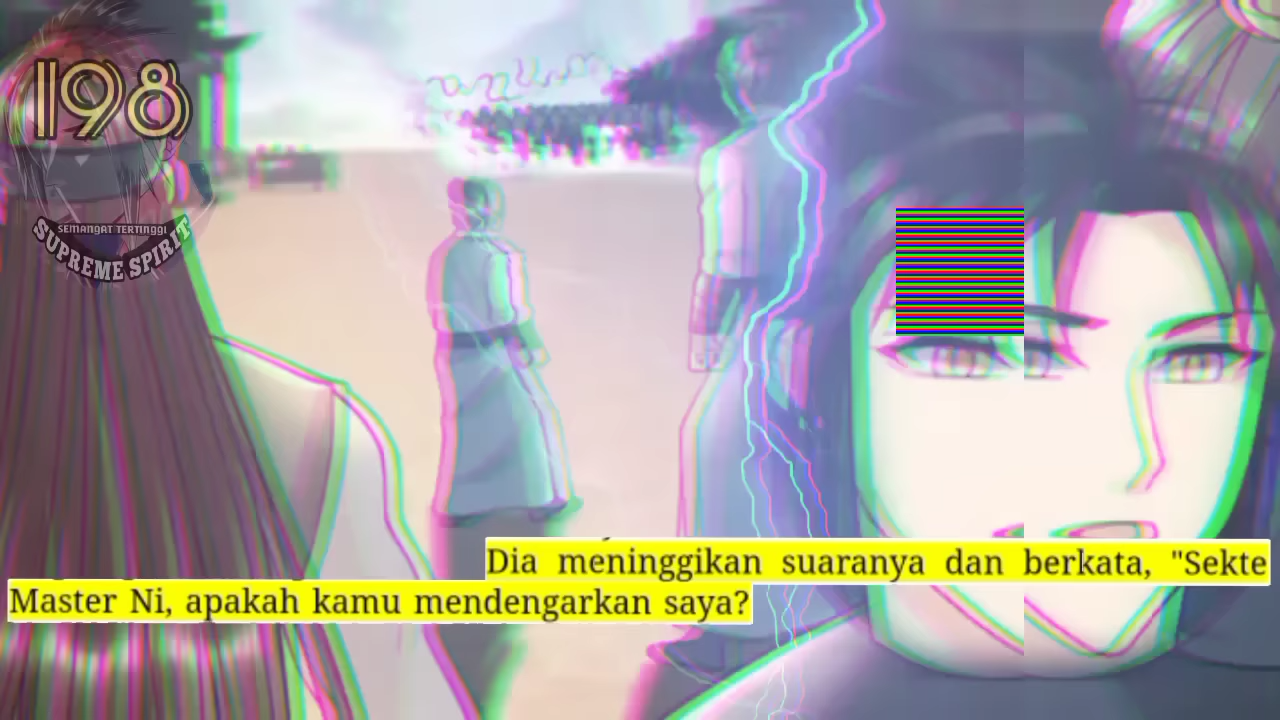 198
SEMANGAT TERTINGGI
SUPREME SPIRIT
Dia meninggikan suaranya dan berkata, "Sekte
Master Ni, apakah kamu mendengarkan saya?